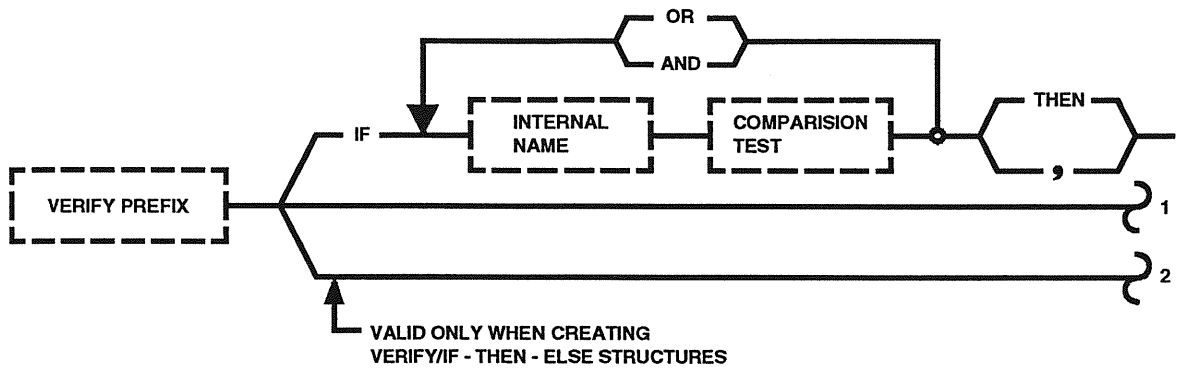 OR
AND
THEN
IF
INTERNAL
NAME
COMPARISION
TEST
,
VERIFY PREFIX
1
2
VALID ONLY WHEN CREATING
VERIFY/IF - THEN - ELSE STRUCTURES